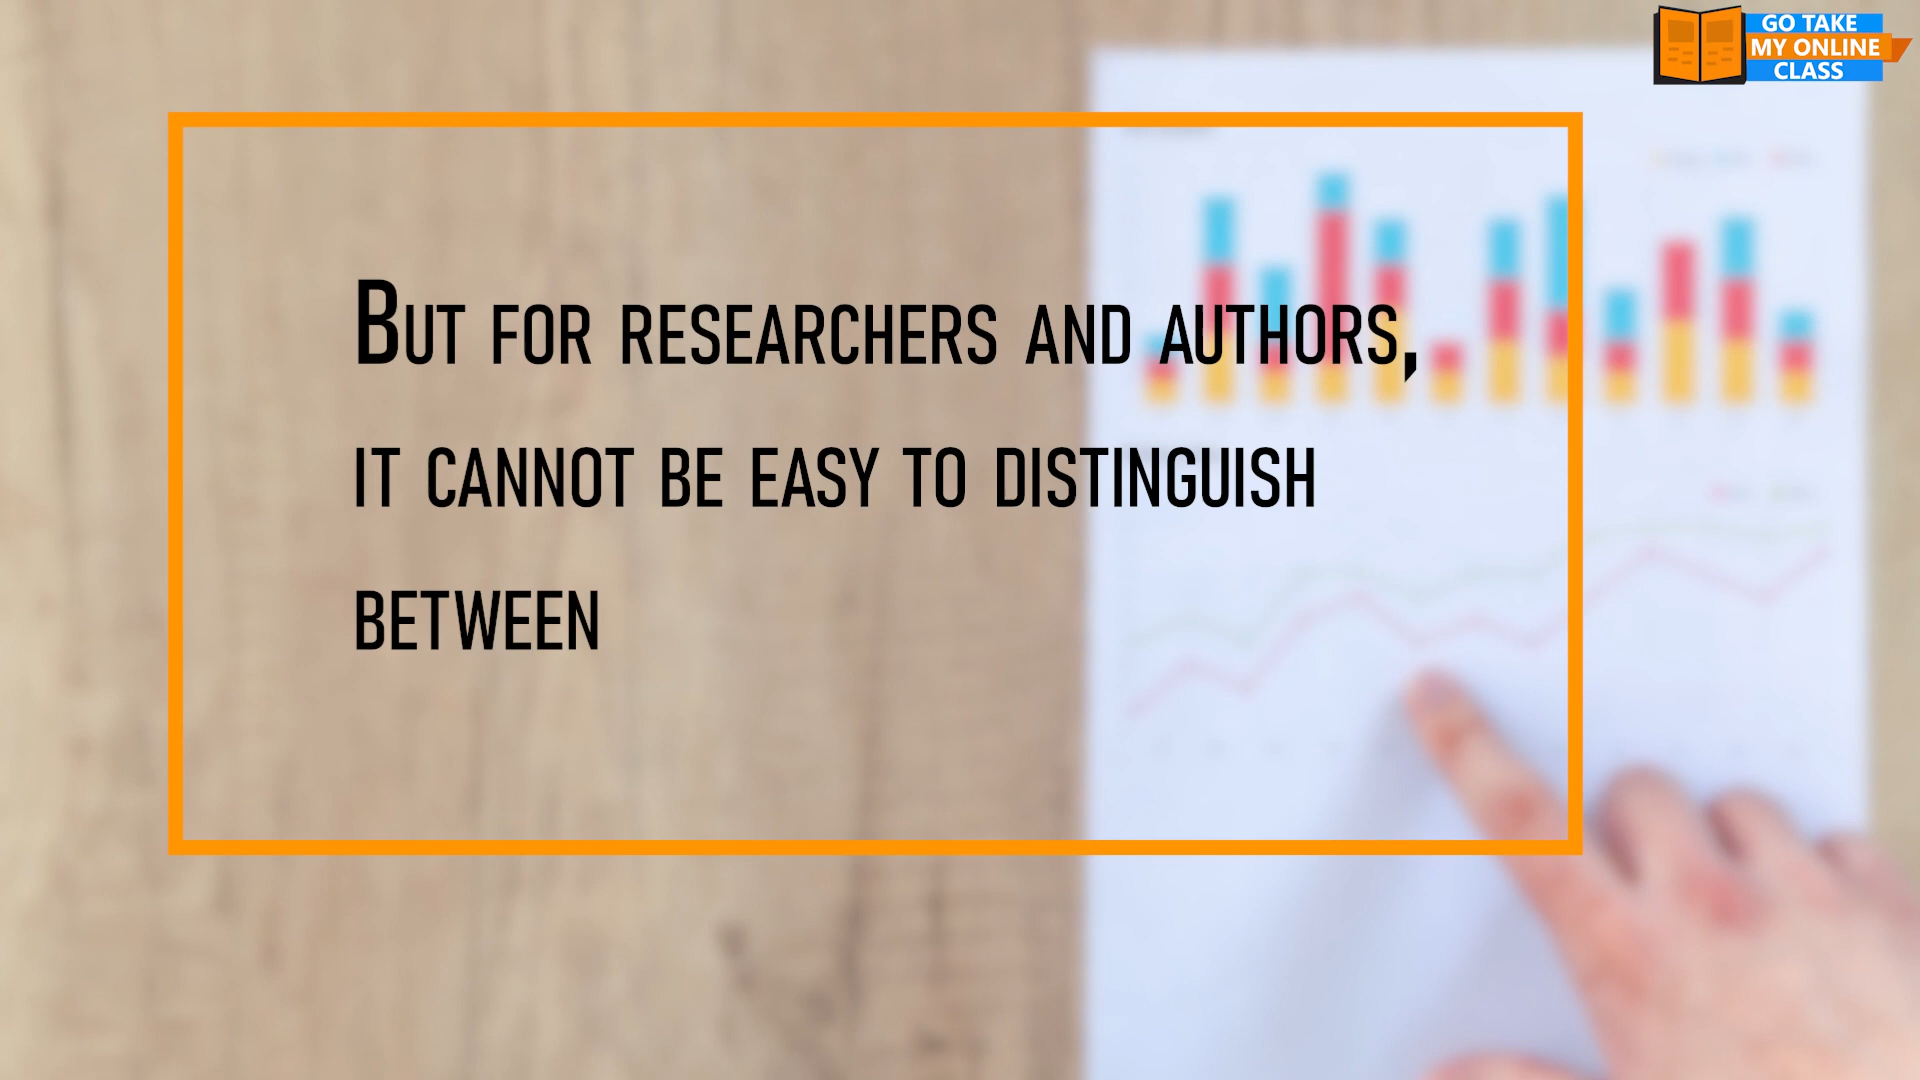 GO TAKE
MY ONLINE
CLASS
But for researchers and authors,
it cannot be easy to distinguish
between